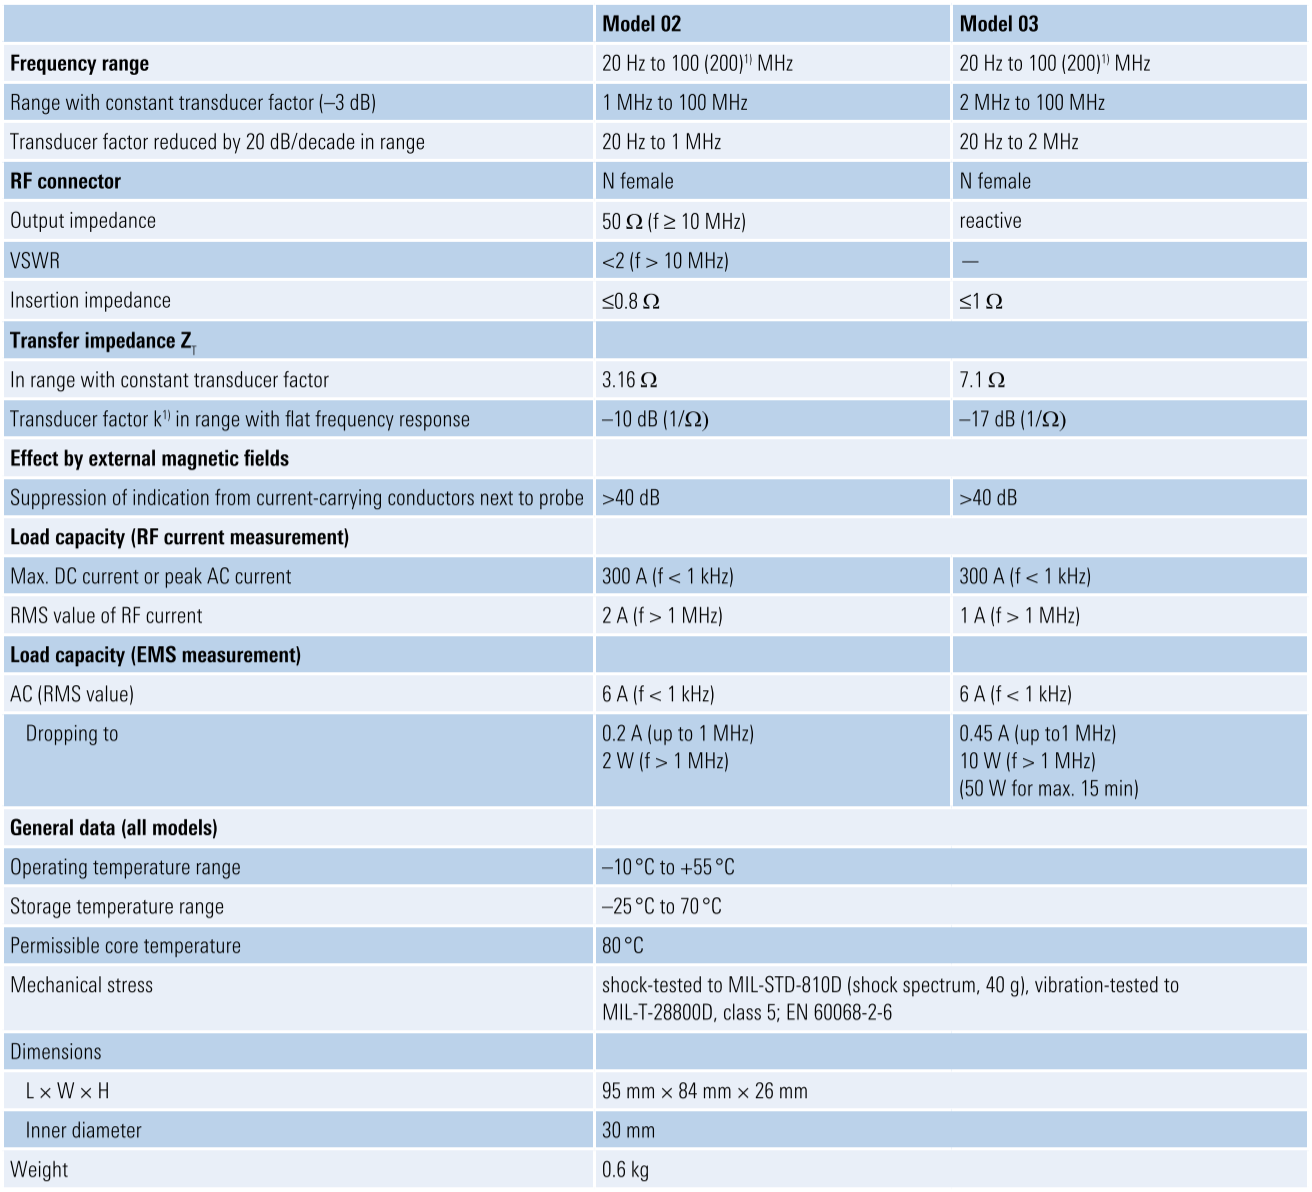 Model 02 Model 03
Frequency range 20 Hz to 100 (200)¹⁾ MHz 20 Hz to 100 (200)¹⁾ MHz
Range with constant transducer factor (–3 dB) 1 MHz to 100 MHz 2 MHz to 100 MHz
Transducer factor reduced by 20 dB/decade in range 20 Hz to 1 MHz 20 Hz to 2 MHz
RF connector N female N female
Output impedance 50 Ω (f ≥ 10 MHz) reactive
VSWR <2 (f > 10 MHz) —
Insertion impedance ≤0.8 Ω ≤1 Ω
Transfer impedance Z_T
In range with constant transducer factor 3.16 Ω 7.1 Ω
Transducer factor k¹⁾ in range with flat frequency response –10 dB (1/Ω) –17 dB (1/Ω)
Effect by external magnetic fields
Suppression of indication from current-carrying conductors next to probe >40 dB >40 dB
Load capacity (RF current measurement)
Max. DC current or peak AC current 300 A (f < 1 kHz) 300 A (f < 1 kHz)
RMS value of RF current 2 A (f > 1 MHz) 1 A (f > 1 MHz)
Load capacity (EMS measurement)
AC (RMS value) 6 A (f < 1 kHz) 6 A (f < 1 kHz)
Dropping to 0.2 A (up to 1 MHz) 0.45 A (up to1 MHz)
2 W (f > 1 MHz) 10 W (f > 1 MHz)
(50 W for max. 15 min)
General data (all models)
Operating temperature range –10 °C to +55 °C
Storage temperature range –25 °C to 70 °C
Permissible core temperature 80 °C
Mechanical stress shock-tested to MIL-STD-810D (shock spectrum, 40 g), vibration-tested to
MIL-T-28800D, class 5; EN 60068-2-6
Dimensions
L × W × H 95 mm × 84 mm × 26 mm
Inner diameter 30 mm
Weight 0.6 kg